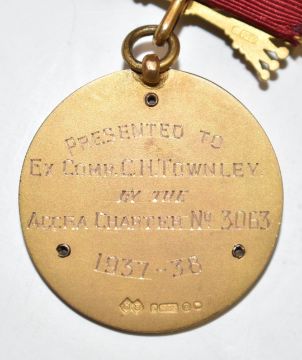 PRESENTED TO
EX COMP. C.H. TOWNLEY.
BY THE
ACCRA CHAPTER No. 3063
1937-38